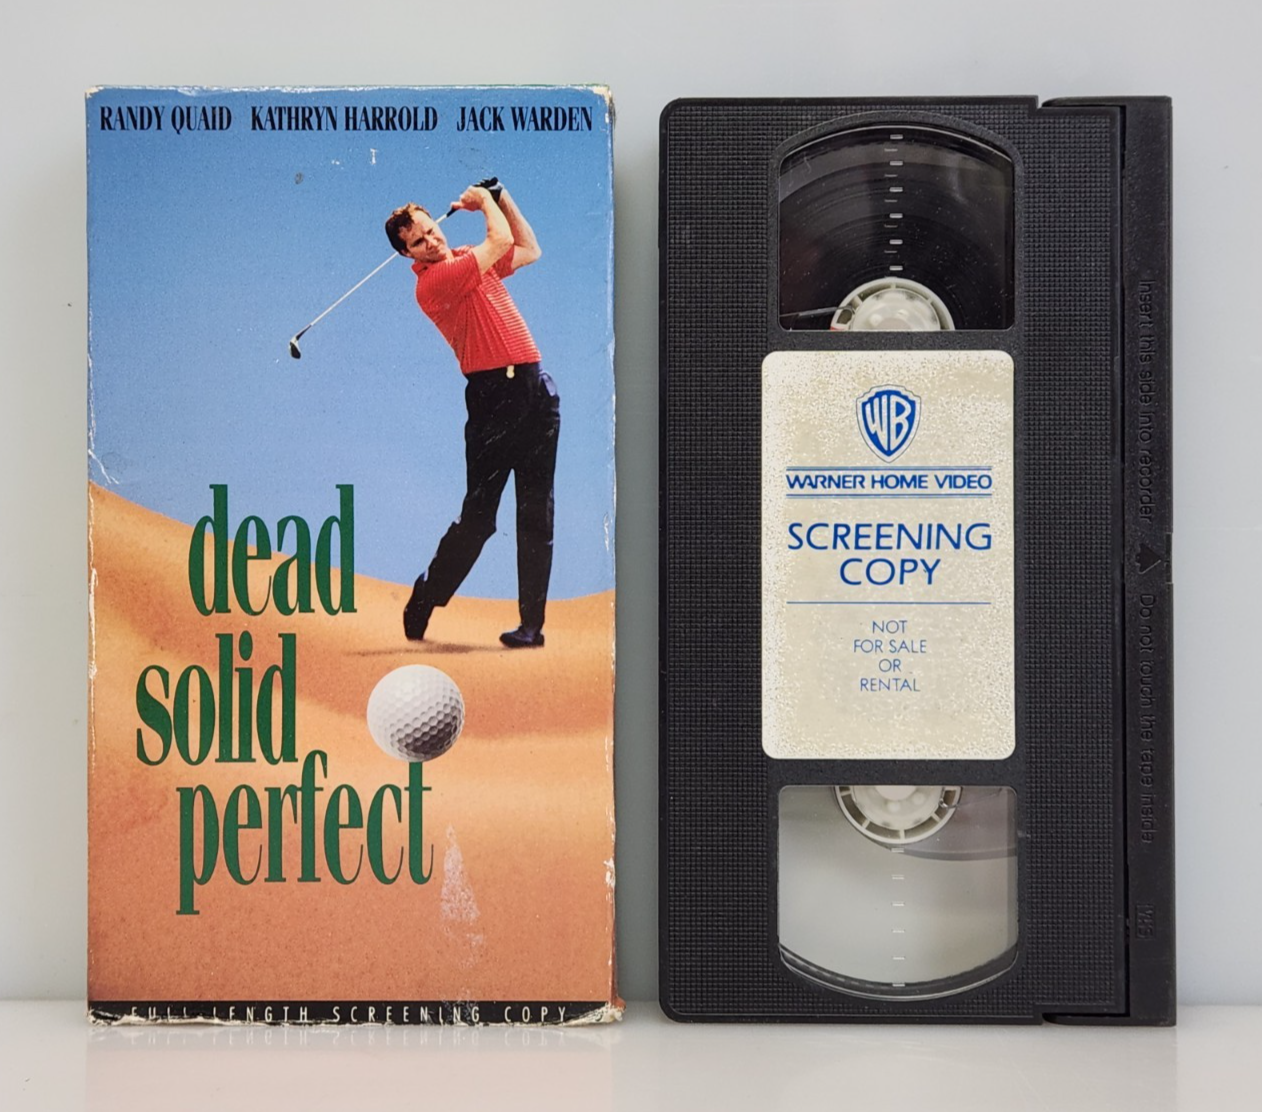 RANDY QUAID KATHRYN HARROLD JACK WARDEN
dead
solid
perfect
FULL LENGTH SCREENING COPY
WB
WARNER HOME VIDEO
SCREENING
COPY
NOT
FOR SALE
OR
RENTAL
Insert this side into recorder Do not touch the tape inside
VHS